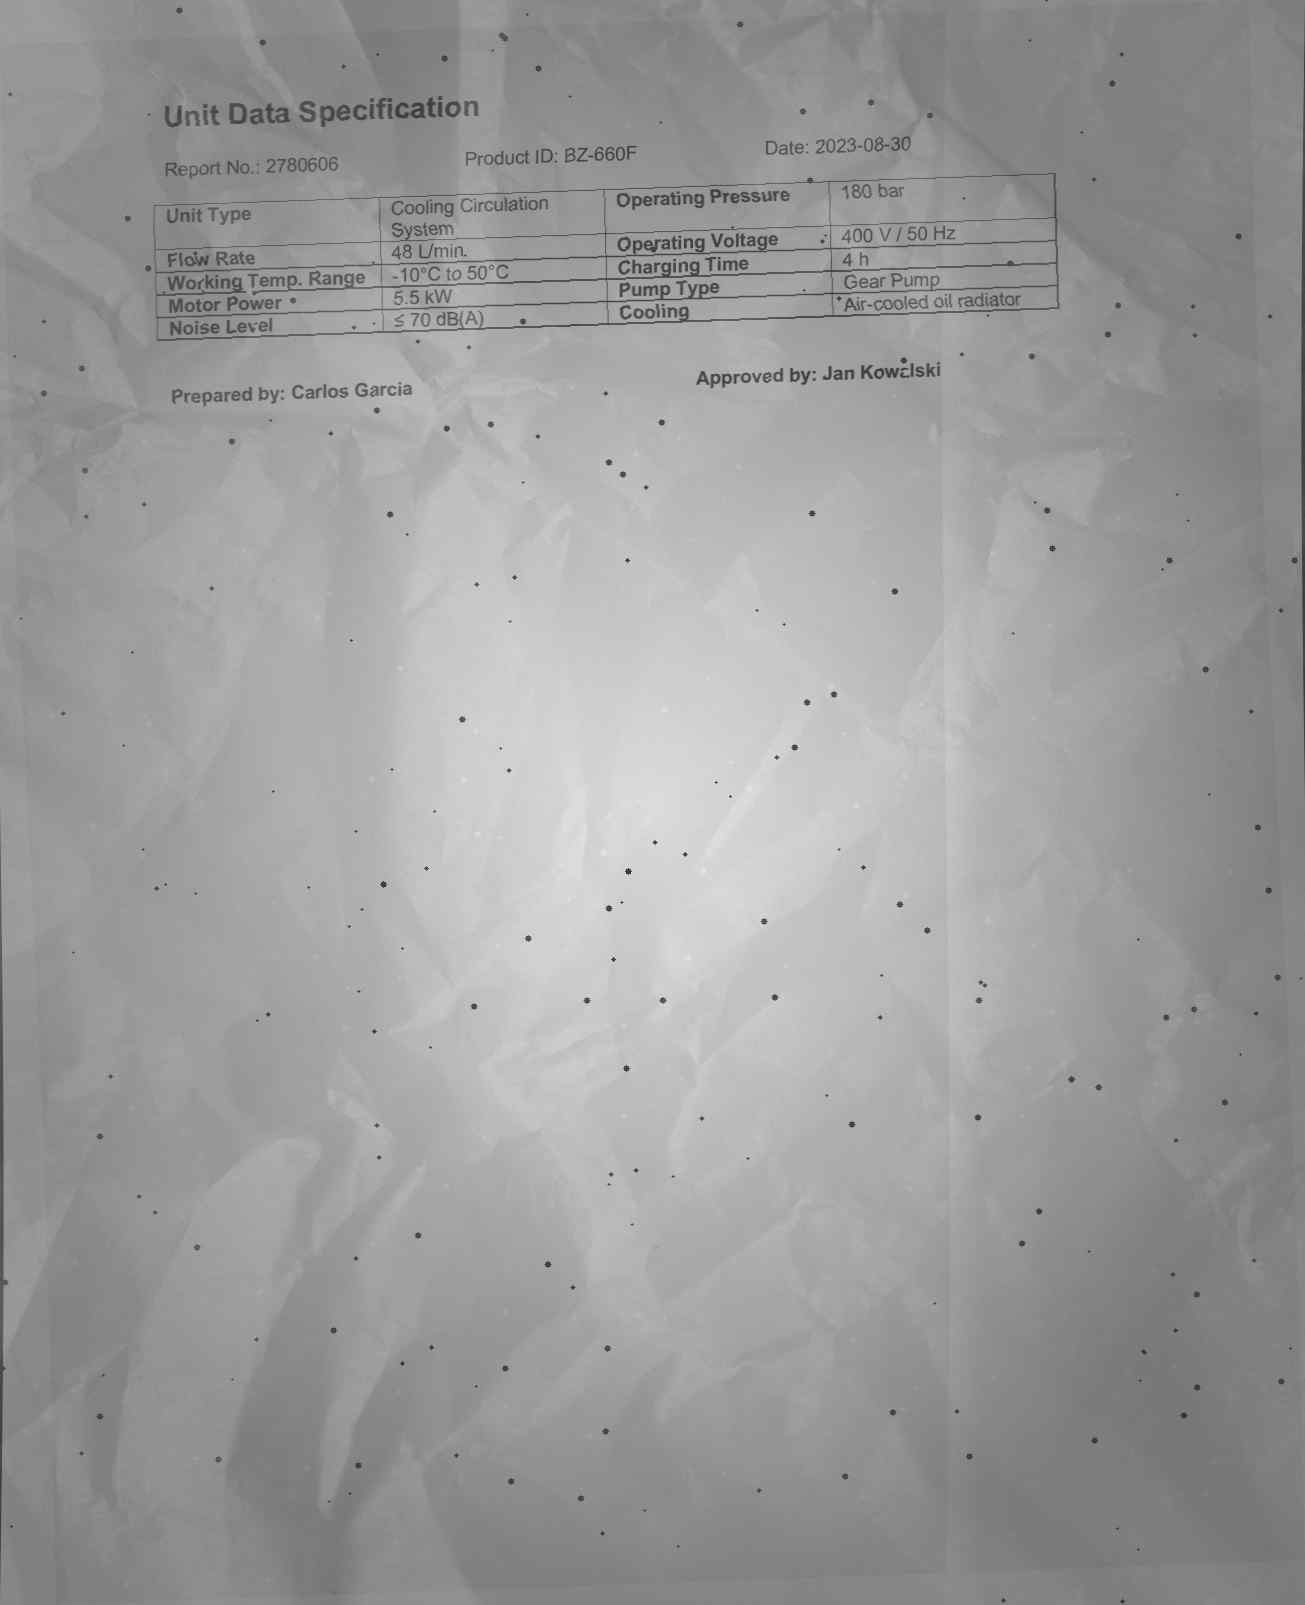 Unit Data Specification
Report No.: 2780606 Product ID: BZ-660F Date: 2023-08-30
Unit Type Cooling Circulation System Operating Pressure 180 bar
Flow Rate 48 L/min. Operating Voltage 400 V / 50 Hz
Working Temp. Range -10°C to 50°C Charging Time 4 h
Motor Power 5.5 kW Pump Type Gear Pump
Noise Level ≤ 70 dB(A) Cooling Air-cooled oil radiator
Prepared by: Carlos Garcia Approved by: Jan Kowalski